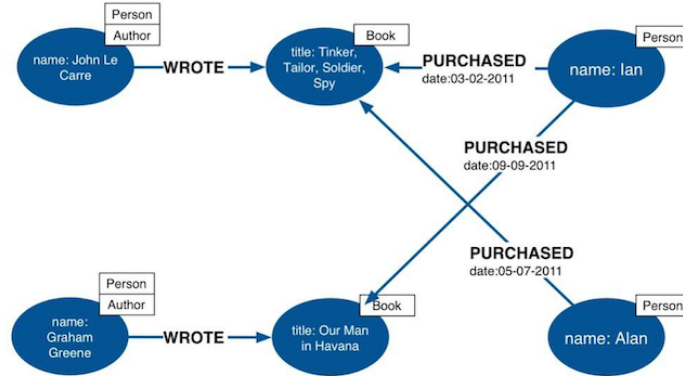 Person
Author
name: John Le
Carre
WROTE
Book
title: Tinker,
Tailor, Soldier,
Spy
PURCHASED
date:03-02-2011
Person
name: Ian
PURCHASED
date:09-09-2011
PURCHASED
date:05-07-2011
Person
Author
name:
Graham
Greene
WROTE
Book
title: Our Man
in Havana
Person
name: Alan